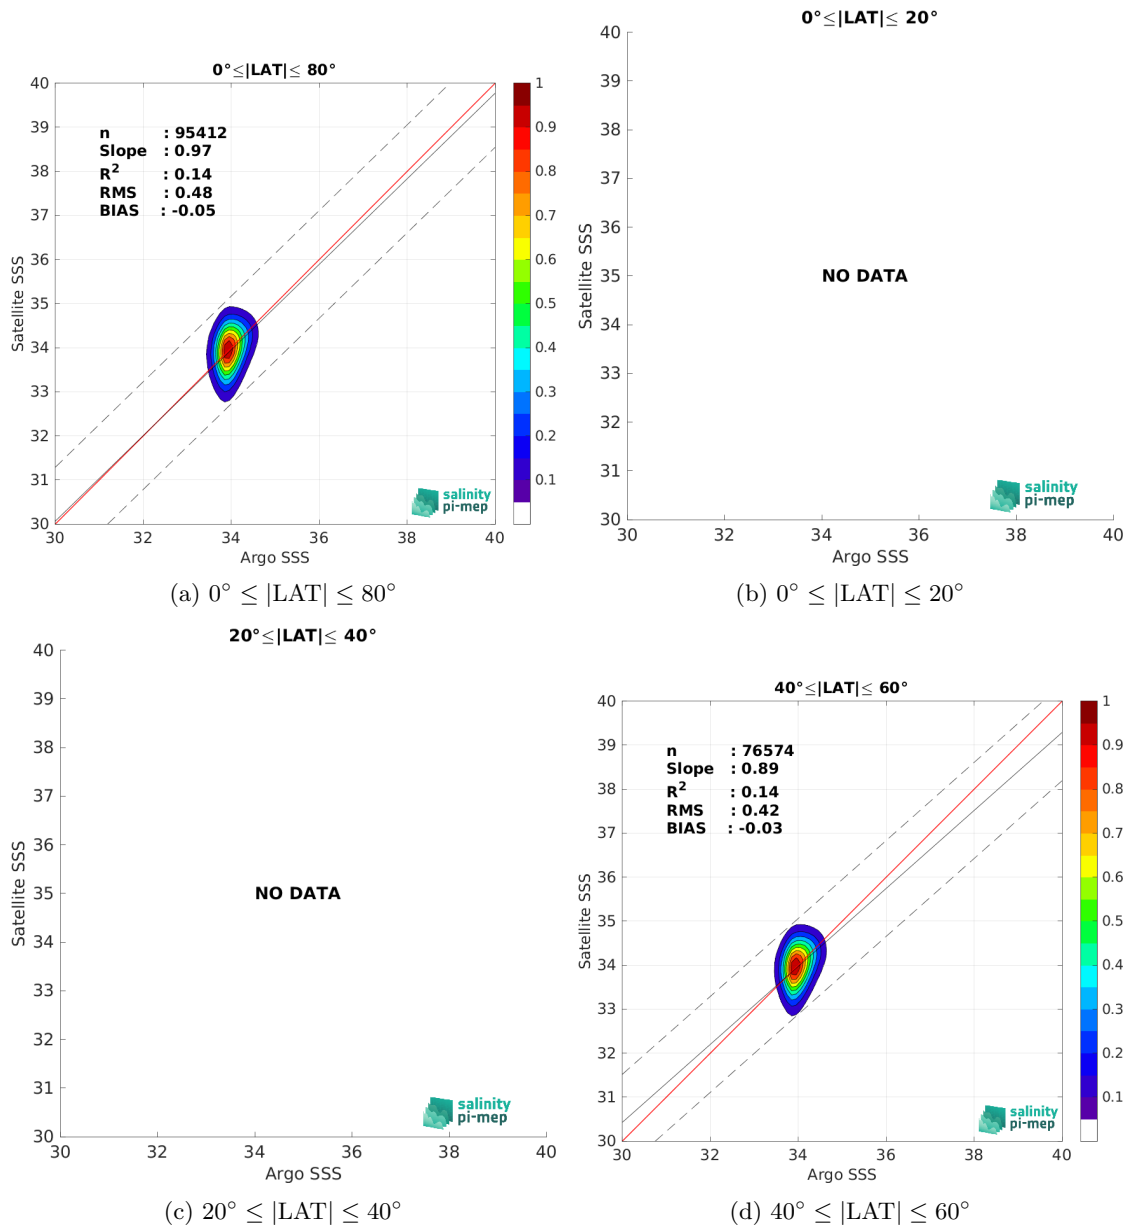 0°≤|LAT|≤ 80°
40
39
38
37
36
35
34
33
32
31
30
Satellite SSS
n : 95412
Slope : 0.97
R2 : 0.14
RMS : 0.48
BIAS : -0.05
salinity
pi-mep
30 32 34 36 38 40
Argo SSS
1
0.9
0.8
0.7
0.6
0.5
0.4
0.3
0.2
0.1
(a) 0° ≤ |LAT| ≤ 80°
0°≤|LAT|≤ 20°
40
39
38
37
36
35
34
33
32
31
30
Satellite SSS
NO DATA
salinity
pi-mep
30 32 34 36 38 40
Argo SSS
(b) 0° ≤ |LAT| ≤ 20°
20°≤|LAT|≤ 40°
40
39
38
37
36
35
34
33
32
31
30
Satellite SSS
NO DATA
salinity
pi-mep
30 32 34 36 38 40
Argo SSS
(c) 20° ≤ |LAT| ≤ 40°
40°≤|LAT|≤ 60°
40
39
38
37
36
35
34
33
32
31
30
Satellite SSS
n : 76574
Slope : 0.89
R2 : 0.14
RMS : 0.42
BIAS : -0.03
salinity
pi-mep
30 32 34 36 38 40
Argo SSS
1
0.9
0.8
0.7
0.6
0.5
0.4
0.3
0.2
0.1
(d) 40° ≤ |LAT| ≤ 60°